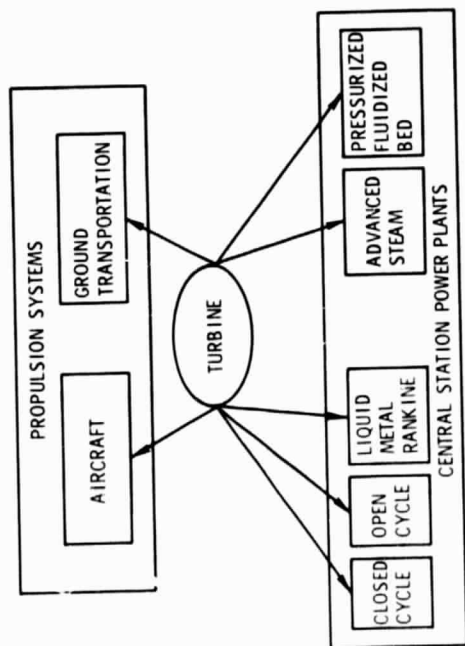 PROPULSION SYSTEMS
AIRCRAFT
GROUND
TRANSPORTATION
TURBINE
CLOSED
CYCLE
OPEN
CYCLE
LIQUID
METAL
RANKINE
ADVANCED
STEAM
PRESSURIZED
FLUIDIZED
BED
CENTRAL STATION POWER PLANTS